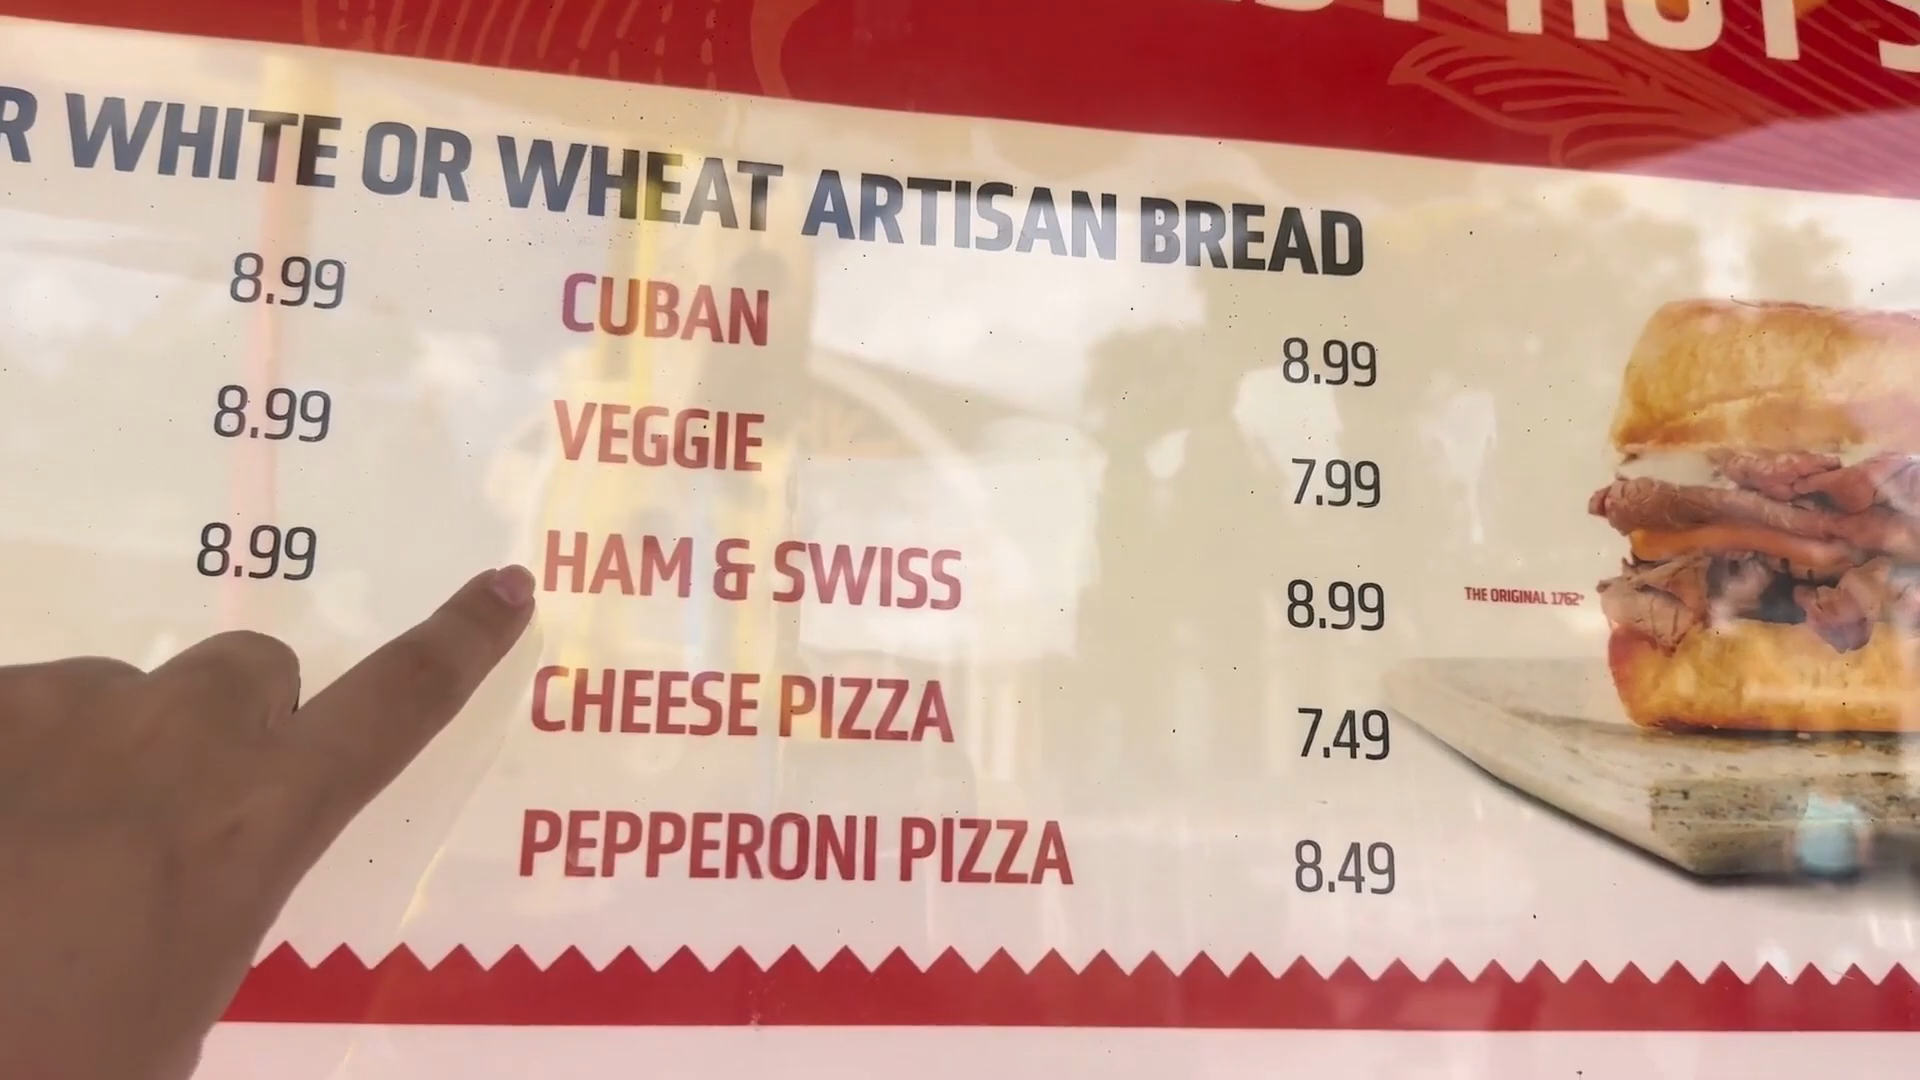 WHITE OR WHEAT ARTISAN BREAD
8.99 CUBAN 8.99
8.99 VEGGIE 7.99
8.99 HAM & SWISS 8.99
THE ORIGINAL 1762®
CHEESE PIZZA 7.49
PEPPERONI PIZZA 8.49